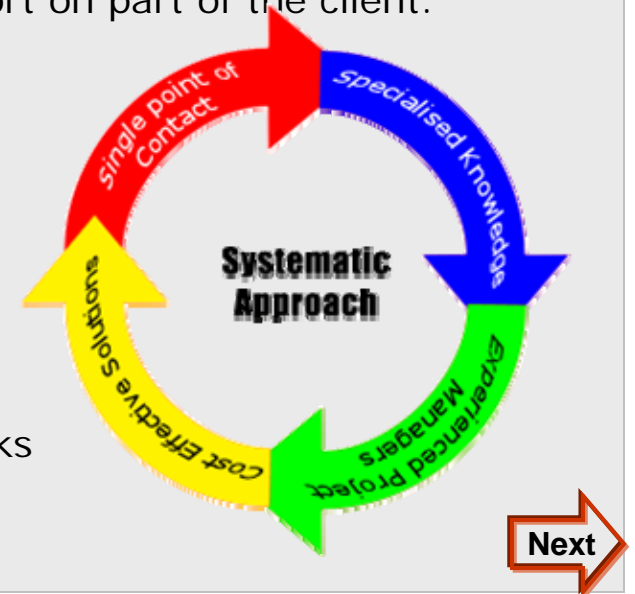 ort on part of the client.
Single point of
Contact
Specialised Knowledge
Systematic
Approach
Experienced Project
Managers
Cost Effective Solutions
ks
Next